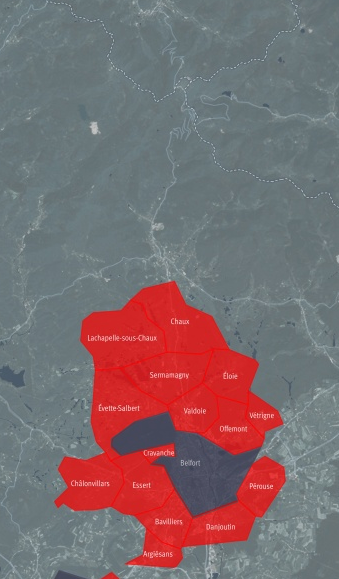 Chaux
Lachapelle-sous-Chaux
Sermamagny
Éloie
Évette-Salbert
Valdoie
Vétrigne
Offemont
Cravanche
Belfort
Châlonvillars
Essert
Pérouse
Bavilliers
Danjoutin
Argiésans